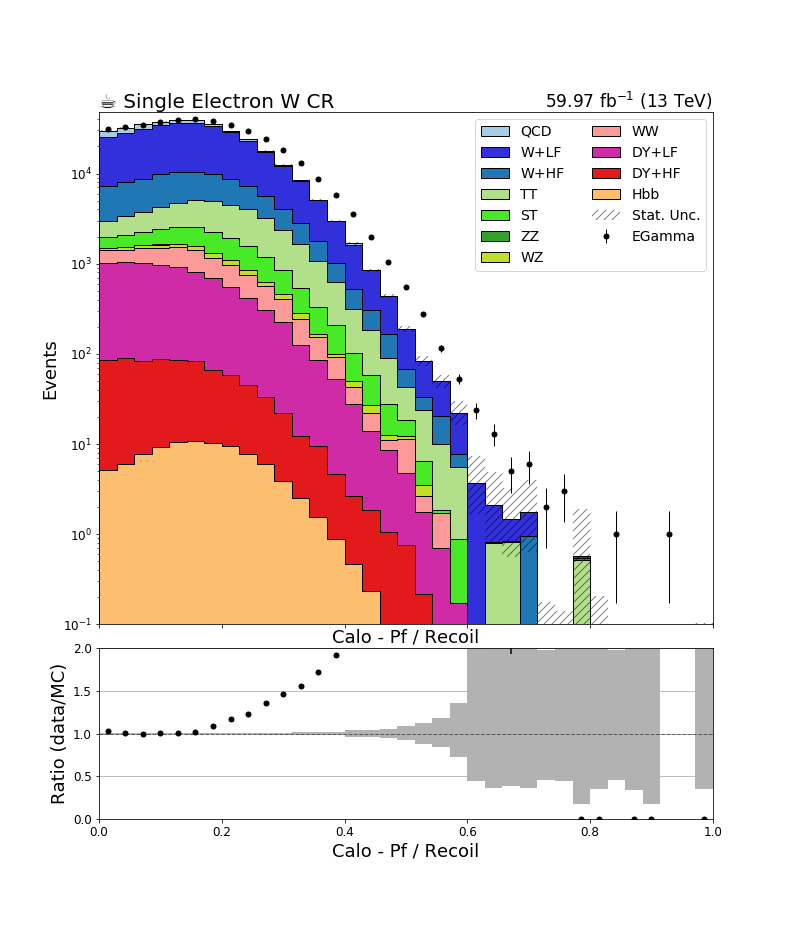 ☕ Single Electron W CR 59.97 fb⁻¹ (13 TeV)
QCD WW
W+LF DY+LF
W+HF DY+HF
TT Hbb
ST Stat. Unc.
ZZ EGamma
WZ
Events
10⁴
10³
10²
10¹
10⁰
10⁻¹
Calo - Pf / Recoil
Ratio (data/MC)
2.0
1.5
1.0
0.5
0.0
0.0 0.2 0.4 0.6 0.8 1.0
Calo - Pf / Recoil